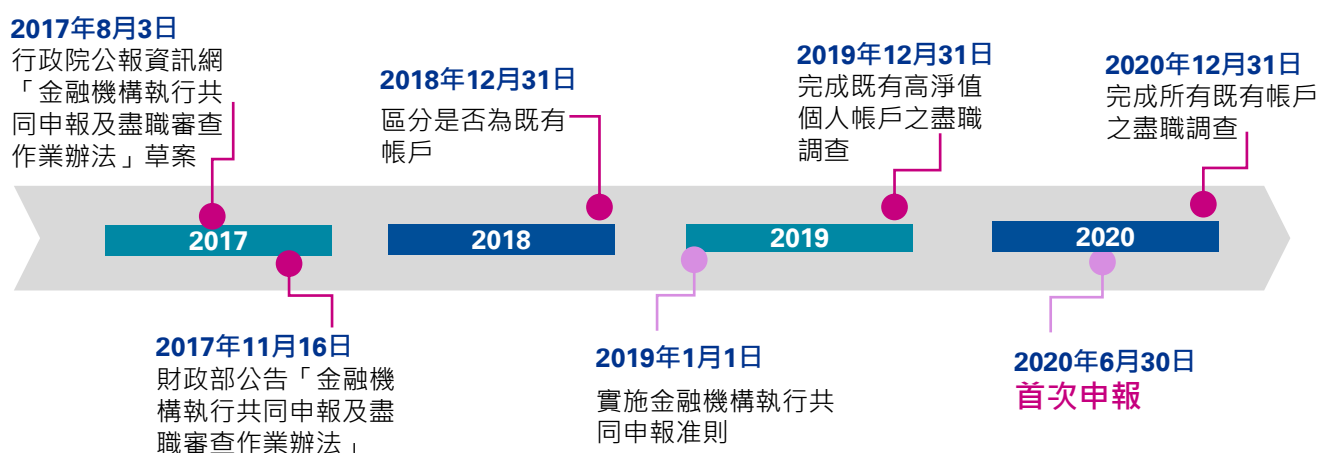 2017年8月3日
行政院公報資訊網
「金融機構執行共
同申報及盡職審查
作業辦法」草案
2018年12月31日
區分是否為既有
帳戶
2019年12月31日
完成既有高淨值
個人帳戶之盡職
調查
2020年12月31日
完成所有既有帳戶
之盡職調查
2017
2018
2019
2020
2017年11月16日
財政部公告「金融機
構執行共同申報及盡
職審查作業辦法」
2019年1月1日
實施金融機構執行共
同申報准則
2020年6月30日
首次申報